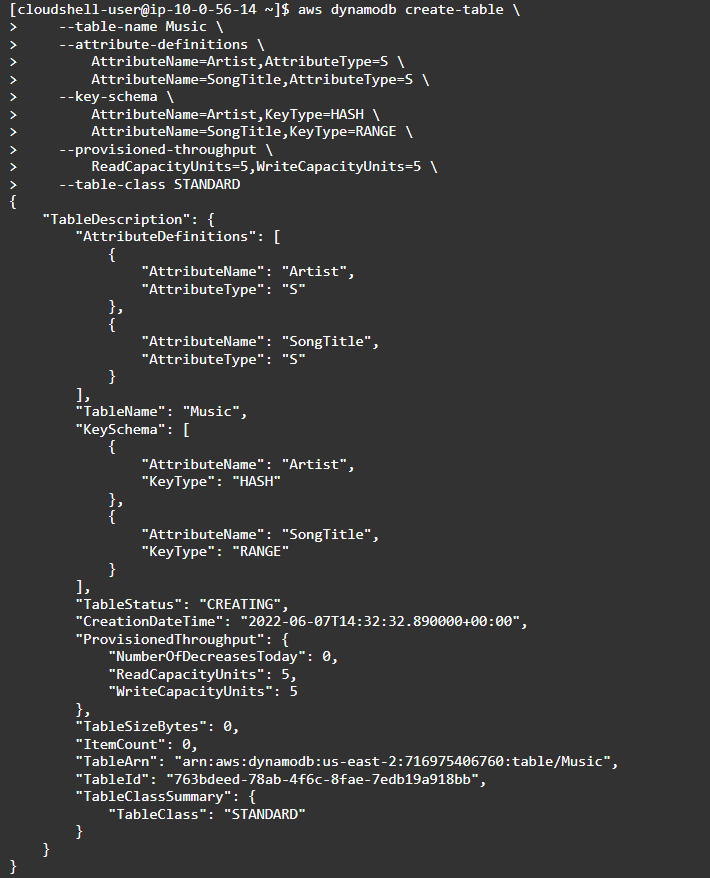 [cloudshell-user@ip-10-0-56-14 ~]$ aws dynamodb create-table \
>     --table-name Music \
>     --attribute-definitions \
>         AttributeName=Artist,AttributeType=S \
>         AttributeName=SongTitle,AttributeType=S \
>     --key-schema \
>         AttributeName=Artist,KeyType=HASH \
>         AttributeName=SongTitle,KeyType=RANGE \
>     --provisioned-throughput \
>         ReadCapacityUnits=5,WriteCapacityUnits=5 \
>     --table-class STANDARD
{
    "TableDescription": {
        "AttributeDefinitions": [
            {
                "AttributeName": "Artist",
                "AttributeType": "S"
            },
            {
                "AttributeName": "SongTitle",
                "AttributeType": "S"
            }
        ],
        "TableName": "Music",
        "KeySchema": [
            {
                "AttributeName": "Artist",
                "KeyType": "HASH"
            },
            {
                "AttributeName": "SongTitle",
                "KeyType": "RANGE"
            }
        ],
        "TableStatus": "CREATING",
        "CreationDateTime": "2022-06-07T14:32:32.890000+00:00",
        "ProvisionedThroughput": {
            "NumberOfDecreasesToday": 0,
            "ReadCapacityUnits": 5,
            "WriteCapacityUnits": 5
        },
        "TableSizeBytes": 0,
        "ItemCount": 0,
        "TableArn": "arn:aws:dynamodb:us-east-2:716975406760:table/Music",
        "TableId": "763bdeed-78ab-4f6c-8fae-7edb19a918bb",
        "TableClassSummary": {
            "TableClass": "STANDARD"
        }
    }
}